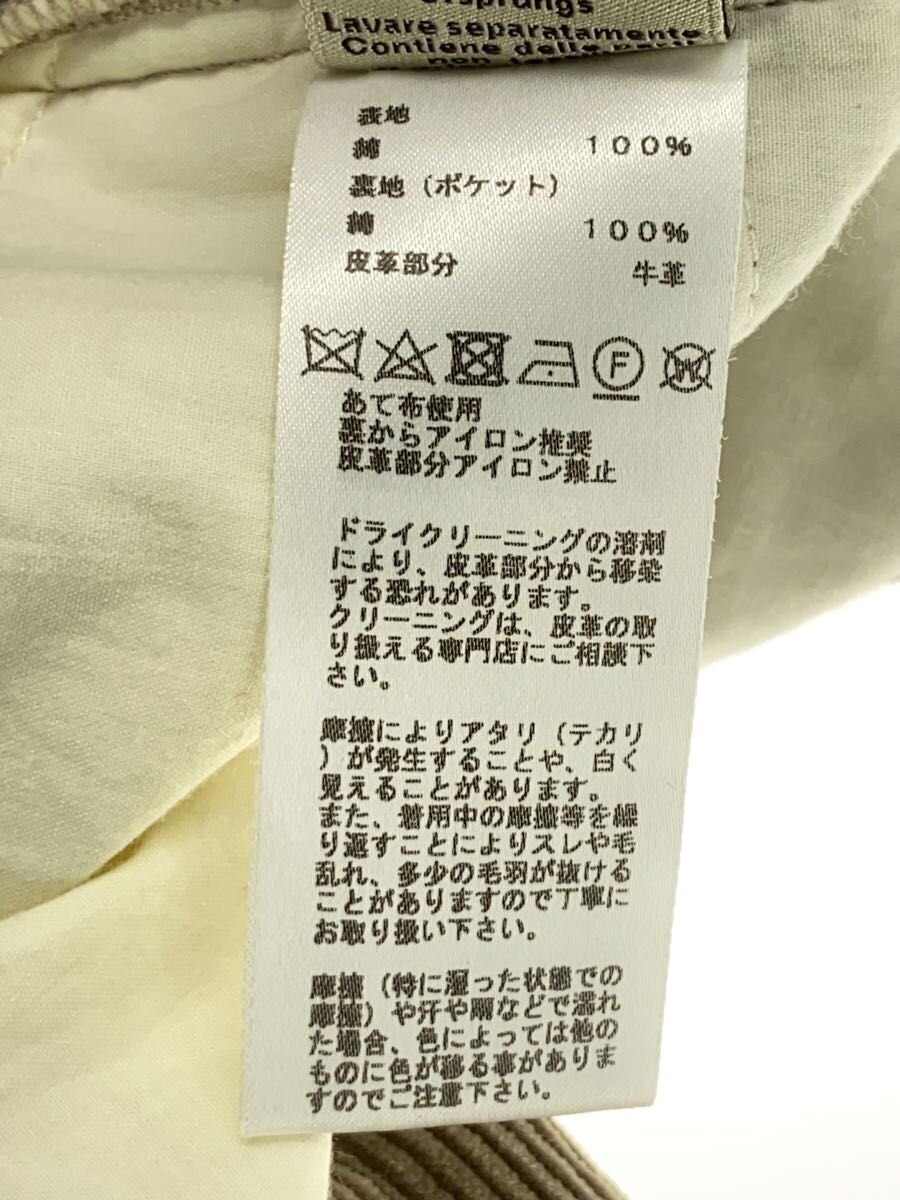 Ursprungs
Lavare separatamente
Contiene delle parti
non
表地
綿 100%
裏地（ポケット）
綿 100%
皮革部分 牛革
F W
あて布使用
裏からアイロン推奨
皮革部分アイロン禁止
ドライクリーニングの溶剤
により、皮革部分から移染
する恐れがあります。
クリーニングは、皮革の取
り扱える専門店にご相談下
さい。
摩擦によりアタリ（テカリ
）が発生することや、白く
見えることがあります。
また、着用中の摩擦等を繰
り返すことによりスレや毛
乱れ、多少の毛羽が抜ける
ことがありますので丁寧に
お取り扱い下さい。
摩擦（特に湿った状態での
摩擦）や汗や雨などで濡れ
た場合、色によっては他の
ものに色が移る事がありま
すのでご注意下さい。